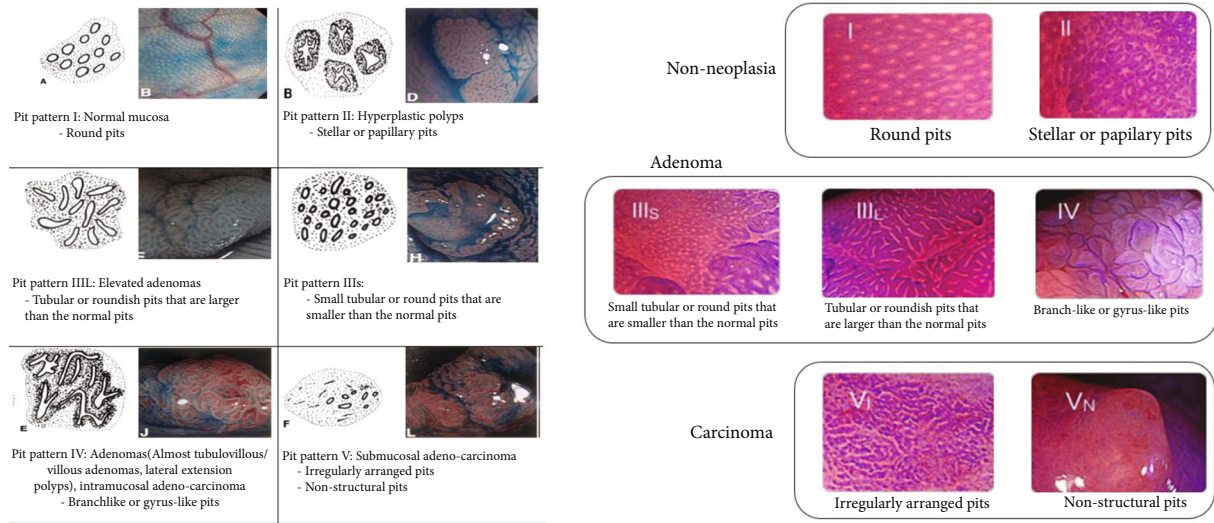 A
B
Pit pattern I: Normal mucosa
- Round pits
B
D
Pit pattern II: Hyperplastic polyps
- Stellar or papillary pits
F
Pit pattern IIIL: Elevated adenomas
- Tubular or roundish pits that are larger
than the normal pits
H
Pit pattern IIIs:
- Small tubular or round pits that are
smaller than the normal pits
E
J
Pit pattern IV: Adenomas(Almost tubulovillous/
villous adenomas, lateral extension
polyps), intramucosal adeno-carcinoma
- Branchlike or gyrus-like pits
F
L
Pit pattern V: Submucosal adeno-carcinoma
- Irregularly arranged pits
- Non-structural pits
Non-neoplasia
I
Round pits
II
Stellar or papilary pits
Adenoma
IIIS
Small tubular or round pits that
are smaller than the normal pits
IIIL
Tubular or roundish pits that
are larger than the normal pits
IV
Branch-like or gyrus-like pits
Carcinoma
VI
Irregularly arranged pits
VN
Non-structural pits